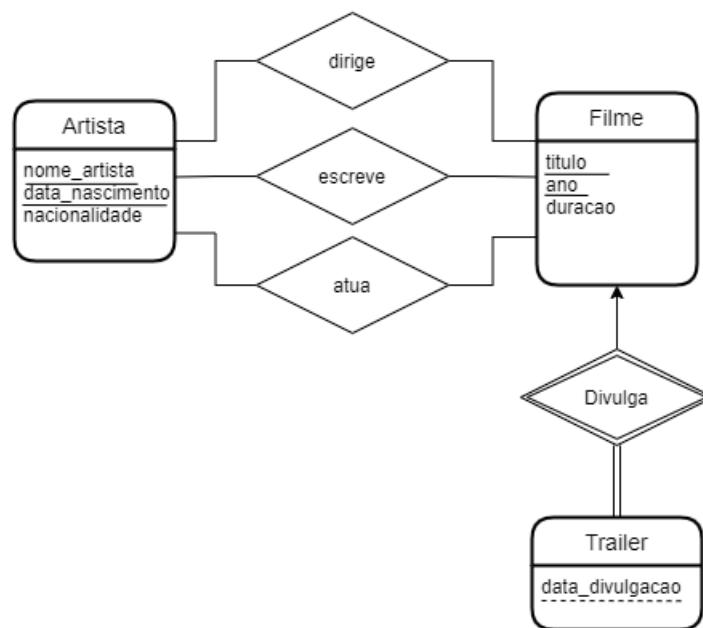 dirige
Artista
nome_artista
data_nascimento
nacionalidade
escreve
Filme
titulo
ano
duracao
atua
Divulga
Trailer
data_divulgacao